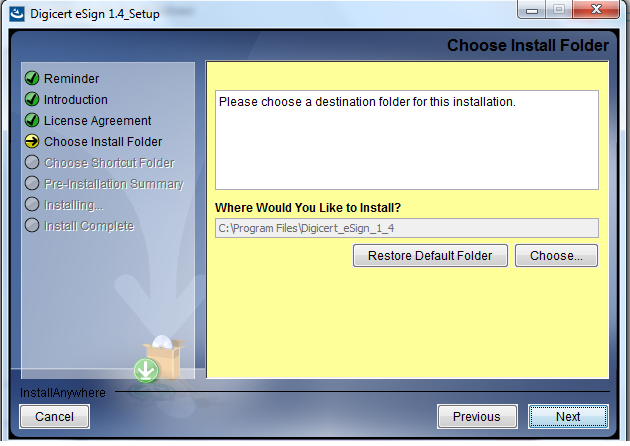 Digicert eSign 1.4_Setup
Choose Install Folder
Reminder
Introduction
License Agreement
Choose Install Folder
Choose Shortcut Folder
Pre-Installation Summary
Installing...
Install Complete
Please choose a destination folder for this installation.
Where Would You Like to Install?
C:\Program Files\Digicert_eSign_1_4
Restore Default Folder
Choose...
InstallAnywhere
Cancel
Previous
Next